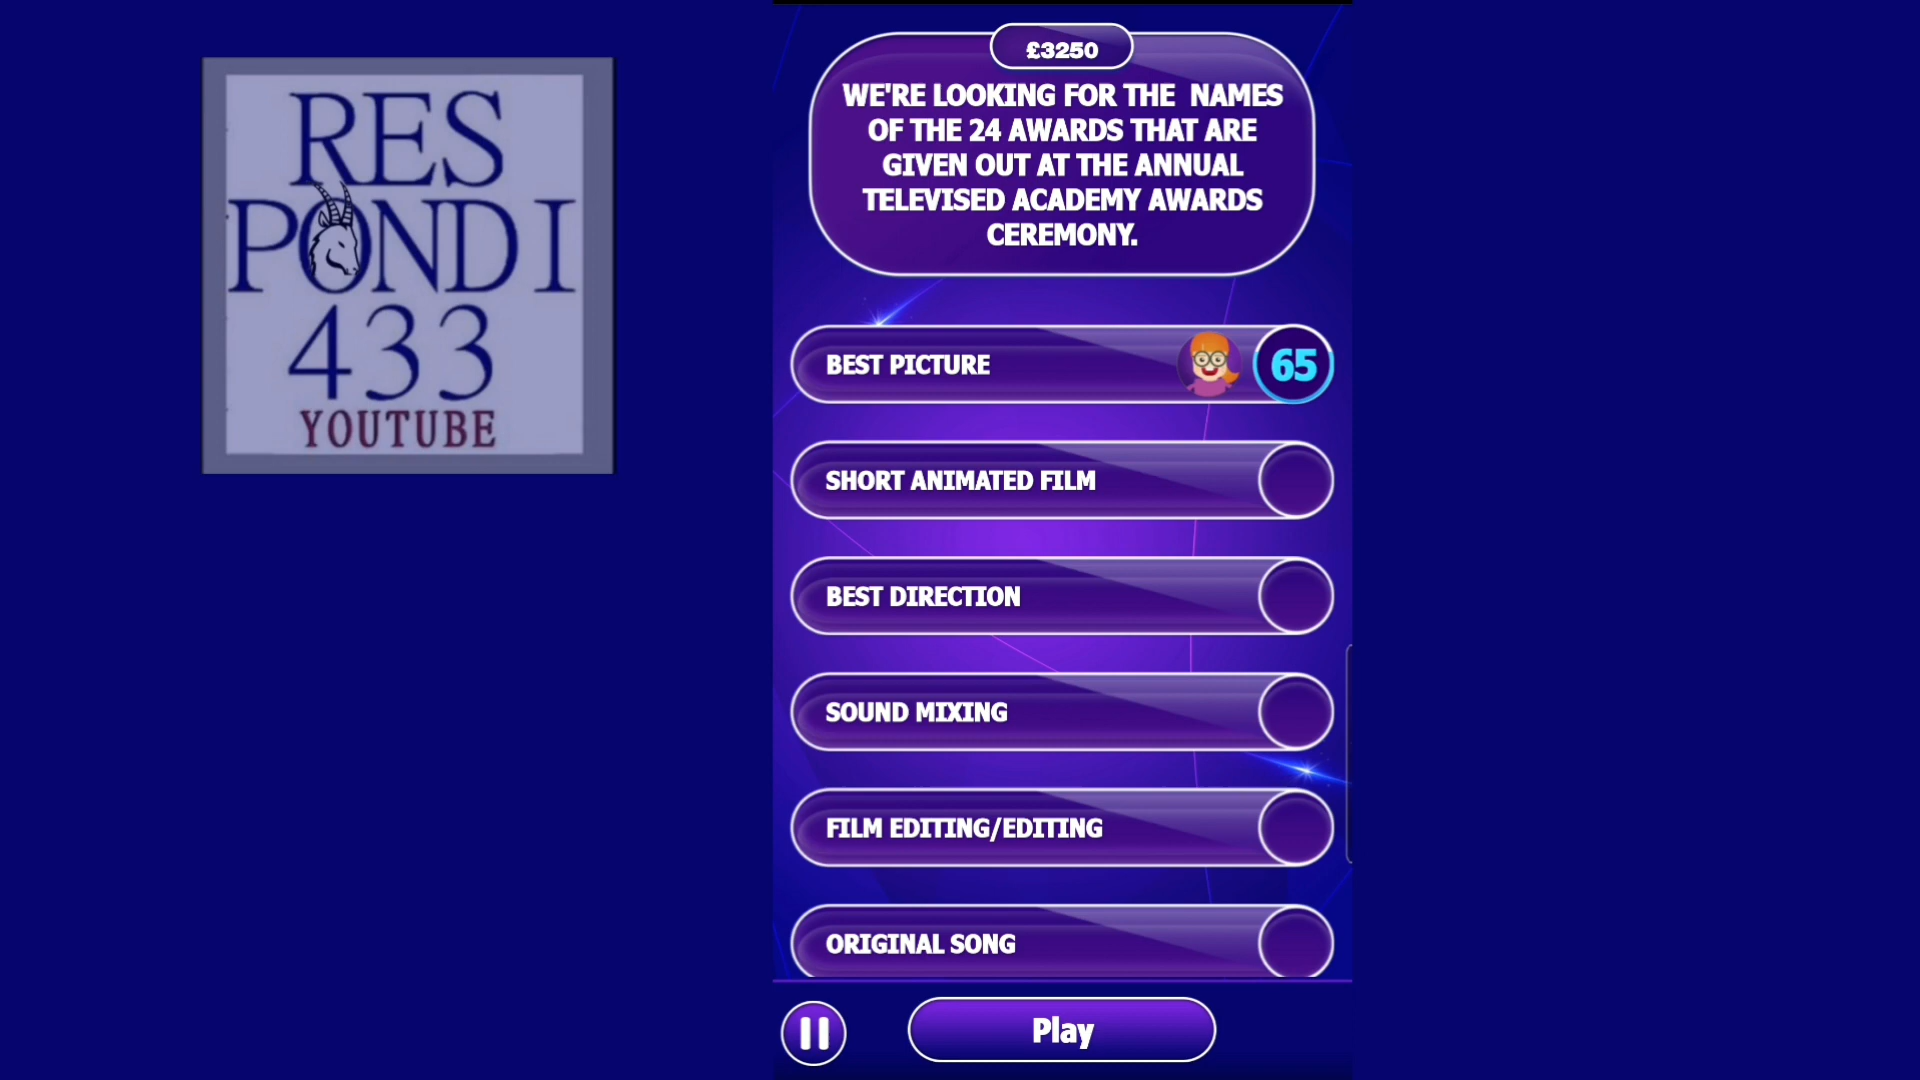 RES
POND I
433
YOUTUBE
£3250
WE'RE LOOKING FOR THE NAMES
OF THE 24 AWARDS THAT ARE
GIVEN OUT AT THE ANNUAL
TELEVISED ACADEMY AWARDS
CEREMONY.
BEST PICTURE 65
SHORT ANIMATED FILM
BEST DIRECTION
SOUND MIXING
FILM EDITING/EDITING
ORIGINAL SONG
Play